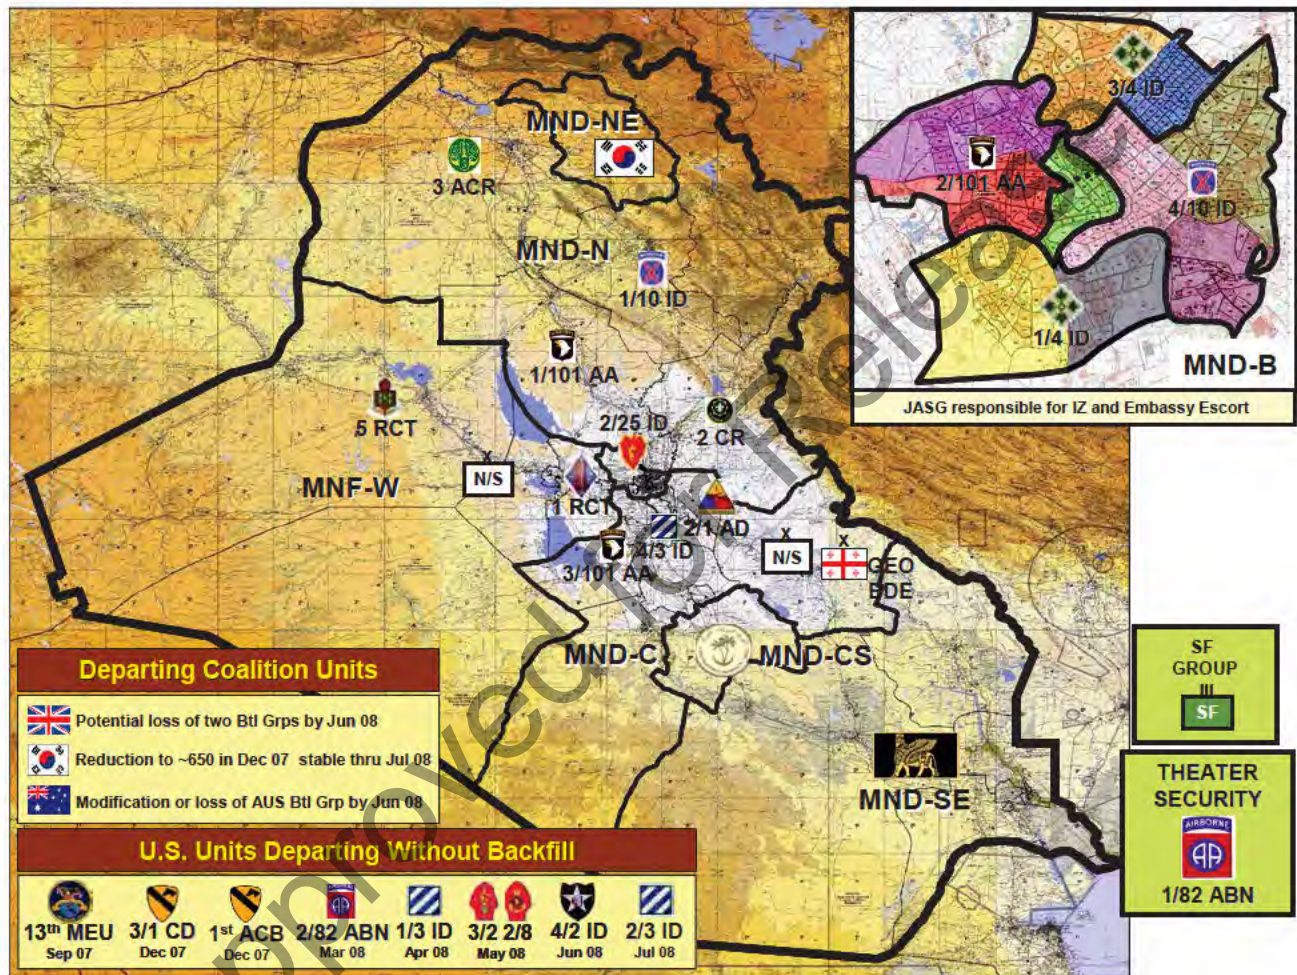 MND-NE
3 ACR
MND-N
1/10 ID
1/101 AA
5 RCT
2/25 ID
2 CR
X
N/S
MNF-W
1 RCT
2/1 AD
4/3 ID
3/101 AA
X
N/S
X
GEO
BDE
MND-C
MND-CS
MND-SE
3/4 ID
2/101 AA
4/10 ID
1/4 ID
MND-B
JASG responsible for IZ and Embassy Escort
SF
GROUP
III
SF
THEATER
SECURITY
AIRBORNE
AA
1/82 ABN
Departing Coalition Units
Potential loss of two Btl Grps by Jun 08
Reduction to ~650 in Dec 07 stable thru Jul 08
Modification or loss of AUS Btl Grp by Jun 08
U.S. Units Departing Without Backfill
13th MEU
Sep 07
3/1 CD
Dec 07
1st ACB
Dec 07
2/82 ABN
Mar 08
1/3 ID
Apr 08
3/2 2/8
May 08
4/2 ID
Jun 08
2/3 ID
Jul 08
Approved for Release